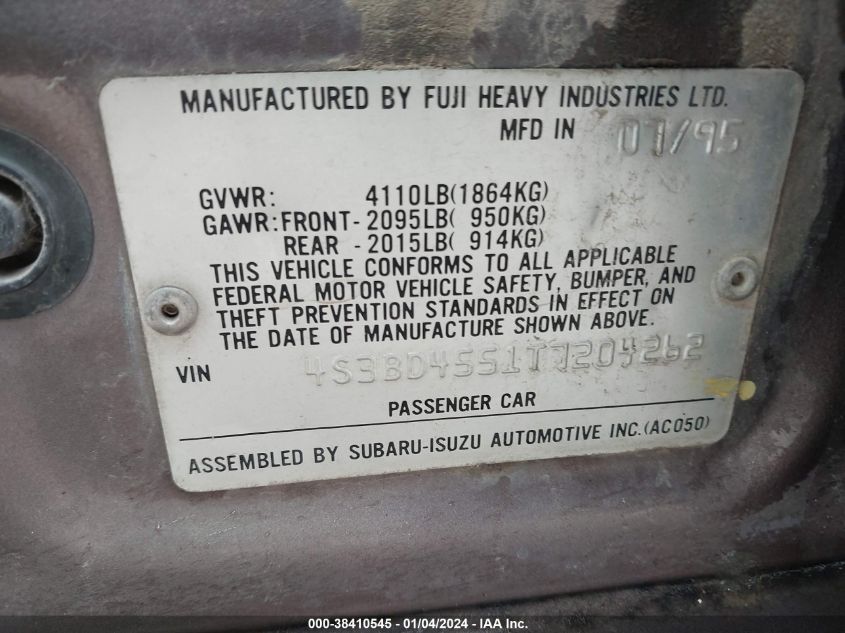 MANUFACTURED BY FUJI HEAVY INDUSTRIES LTD.
MFD IN 07/95
GVWR: 4110LB(1864KG)
GAWR:FRONT-2095LB( 950KG)
REAR -2015LB( 914KG)
THIS VEHICLE CONFORMS TO ALL APPLICABLE
FEDERAL MOTOR VEHICLE SAFETY, BUMPER, AND
THEFT PREVENTION STANDARDS IN EFFECT ON
THE DATE OF MANUFACTURE SHOWN ABOVE.
VIN 4S3BD4551T7204262
PASSENGER CAR
ASSEMBLED BY SUBARU-ISUZU AUTOMOTIVE INC.(AC050)
000-38410545 - 01/04/2024 - IAA Inc.